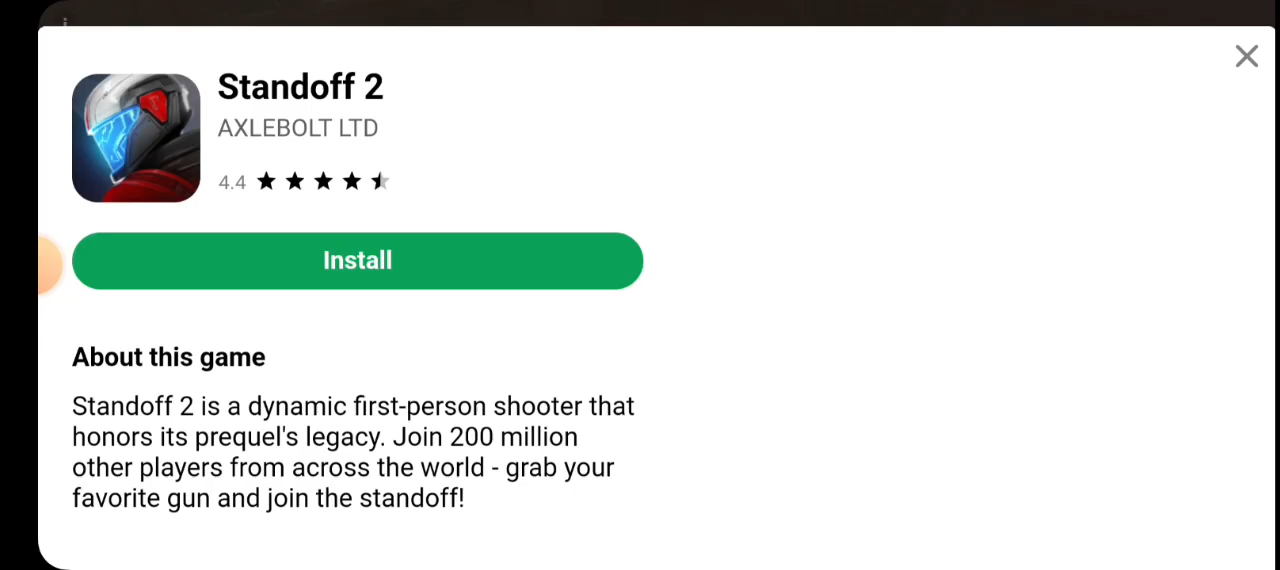 Standoff 2
AXLEBOLT LTD
4.4
Install
About this game
Standoff 2 is a dynamic first-person shooter that
honors its prequel's legacy. Join 200 million
other players from across the world - grab your
favorite gun and join the standoff!